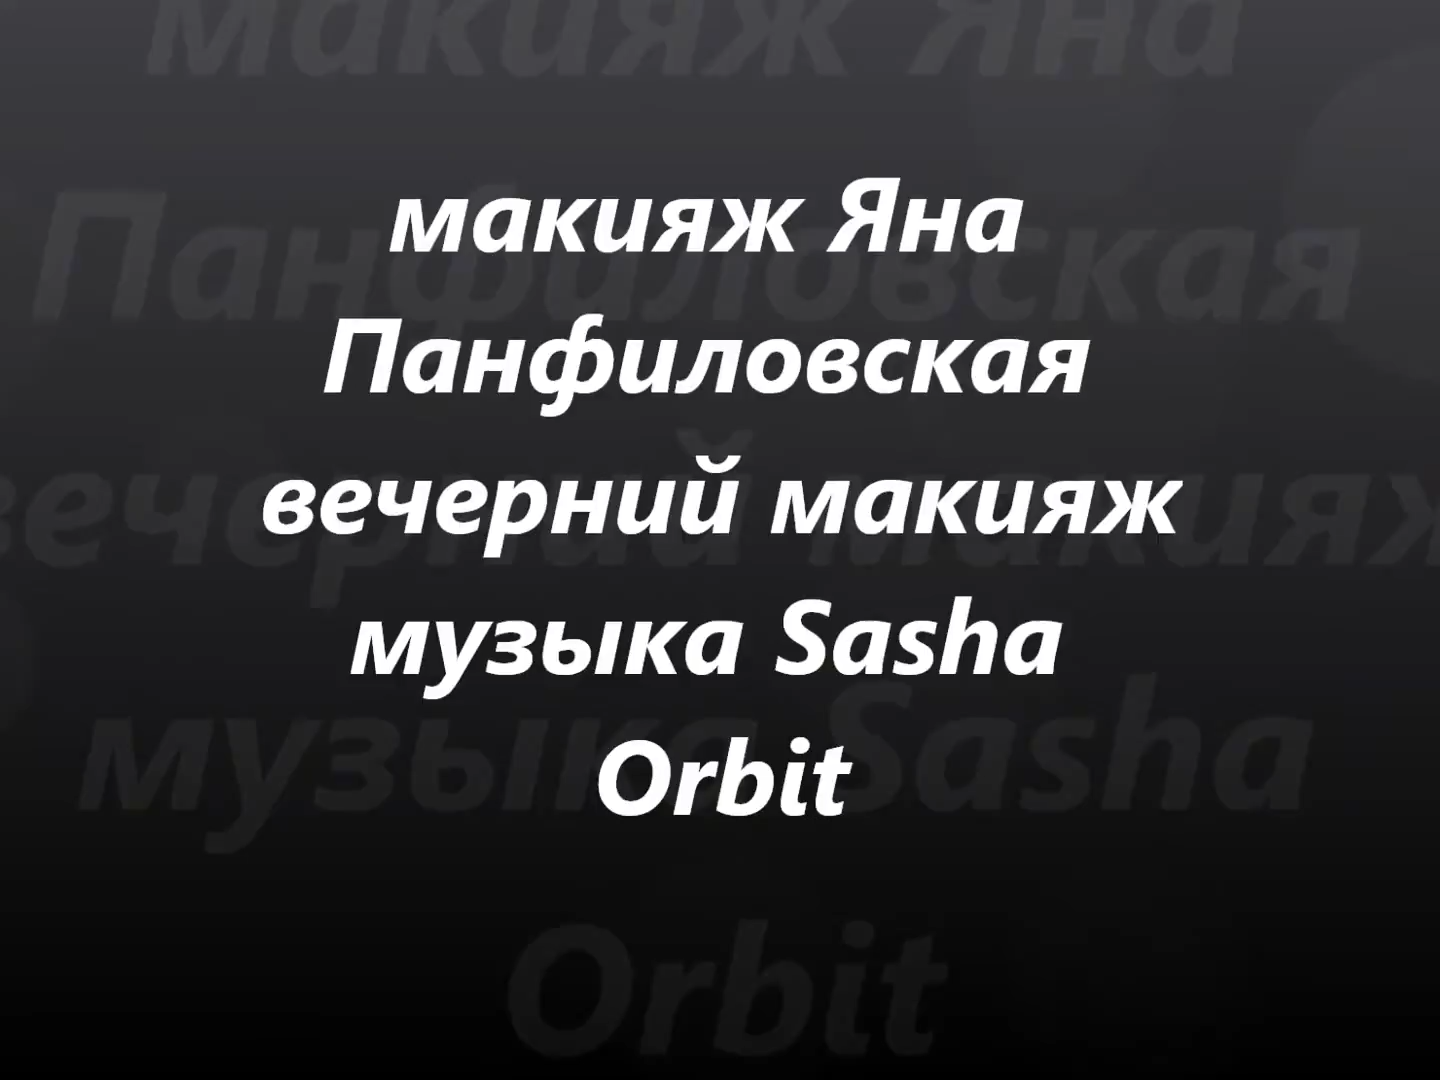 макияж Яна
Панфиловская
вечерний макияж
музыка Sasha
Orbit